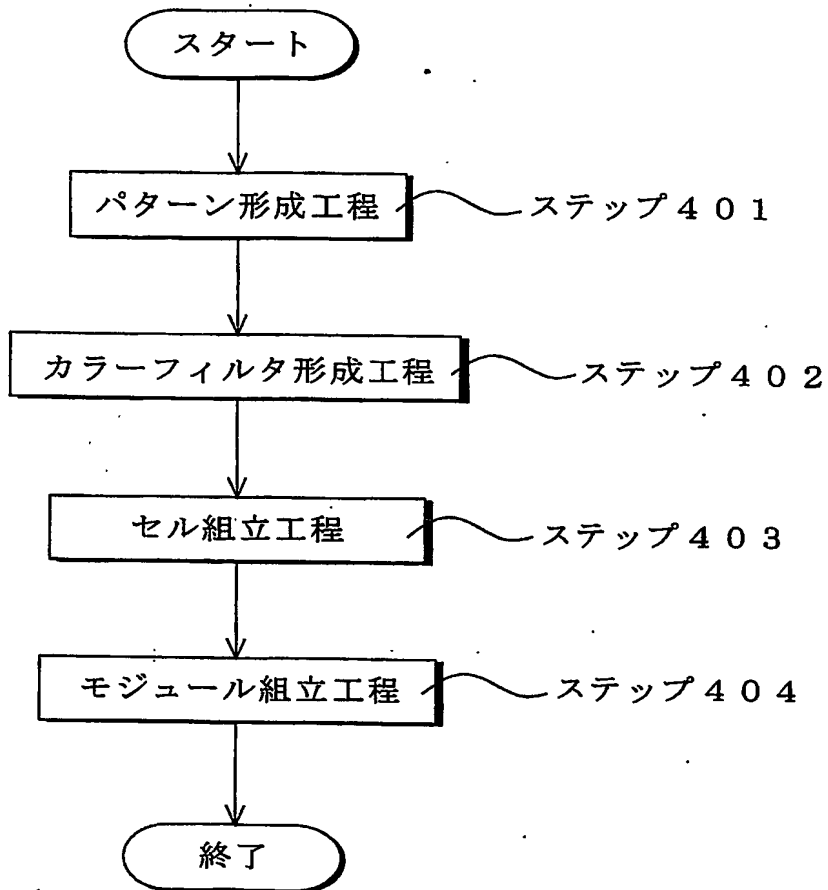 スタート
パターン形成工程
ステップ４０１
カラーフィルタ形成工程
ステップ４０２
セル組立工程
ステップ４０３
モジュール組立工程
ステップ４０４
終了